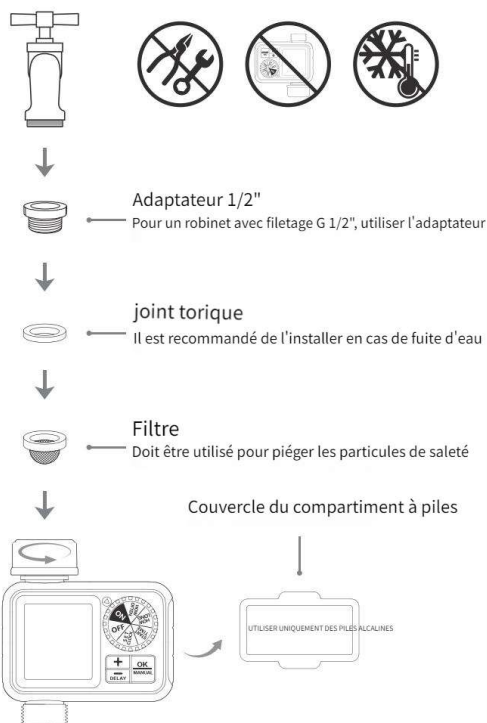 Adaptateur 1/2"
Pour un robinet avec filetage G 1/2", utiliser l'adaptateur
joint torique
Il est recommandé de l'installer en cas de fuite d'eau
Filtre
Doit être utilisé pour piéger les particules de saleté
Couvercle du compartiment à piles
UTILISER UNIQUEMENT DES PILES ALCALINES
ON
OFF
+
-
DELAY
OK
MANUAL